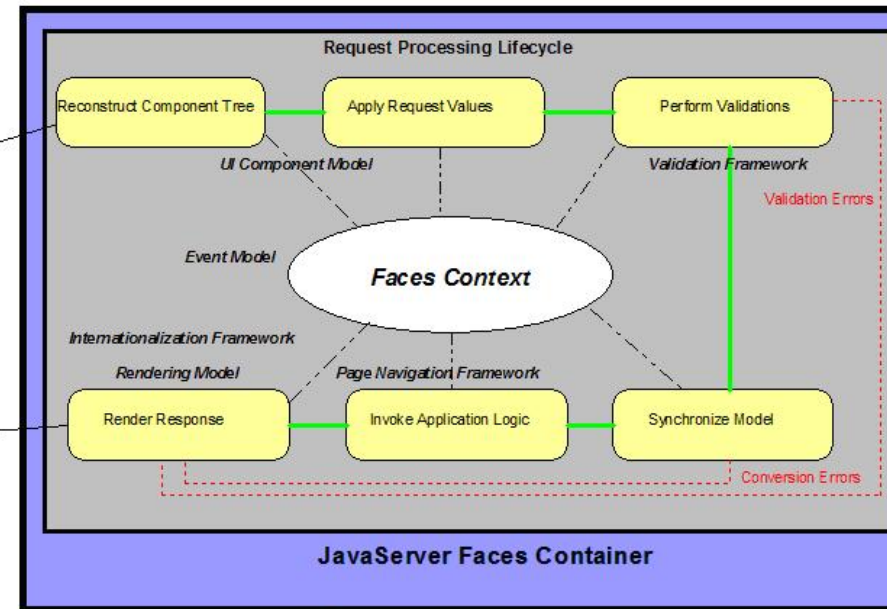 Request Processing Lifecycle
Reconstruct Component Tree
Apply Request Values
Perform Validations
UI Component Model
Validation Framework
Validation Errors
Event Model
Faces Context
Internationalization Framework
Rendering Model
Page Navigation Framework
Render Response
Invoke Application Logic
Synchronize Model
Conversion Errors
JavaServer Faces Container